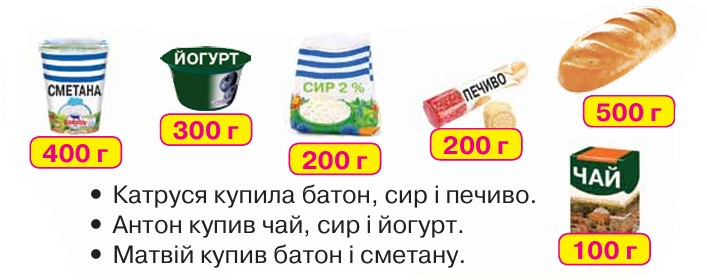 СМЕТАНА
400 г
ЙОГУРТ
300 г
СИР 2 %
200 г
ПЕЧИВО
200 г
500 г
ЧАЙ
100 г
• Катруся купила батон, сир і печиво.
• Антон купив чай, сир і йогурт.
• Матвій купив батон і сметану.